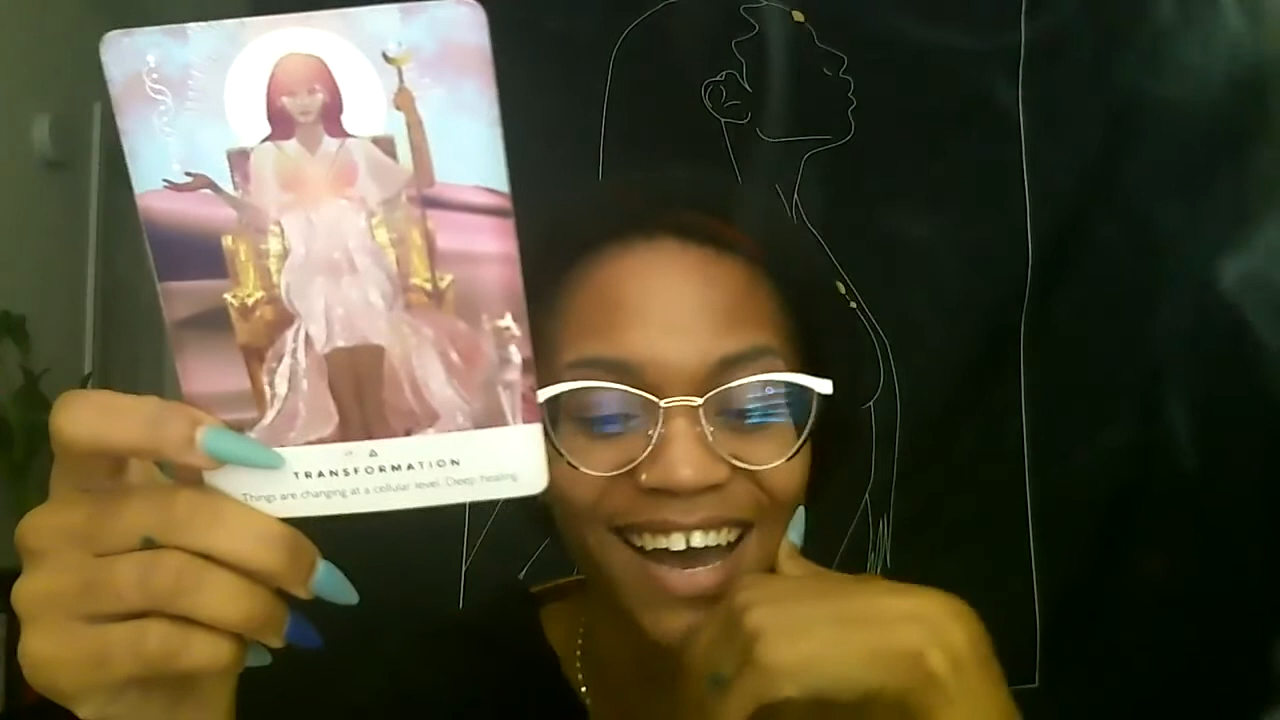 TRANSFORMATION
Things are changing at a cellular level. Deep healing.